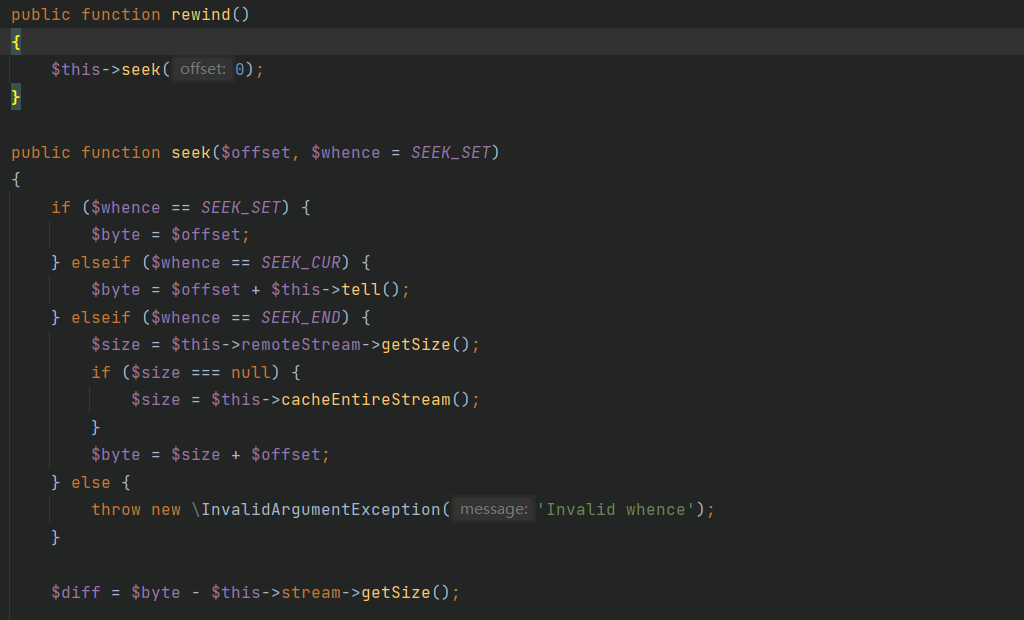 public function rewind()
{
    $this->seek( offset: 0);
}
public function seek($offset, $whence = SEEK_SET)
{
    if ($whence == SEEK_SET) {
        $byte = $offset;
    } elseif ($whence == SEEK_CUR) {
        $byte = $offset + $this->tell();
    } elseif ($whence == SEEK_END) {
        $size = $this->remoteStream->getSize();
        if ($size === null) {
            $size = $this->cacheEntireStream();
        }
        $byte = $size + $offset;
    } else {
        throw new \InvalidArgumentException( message: 'Invalid whence');
    }
    $diff = $byte - $this->stream->getSize();